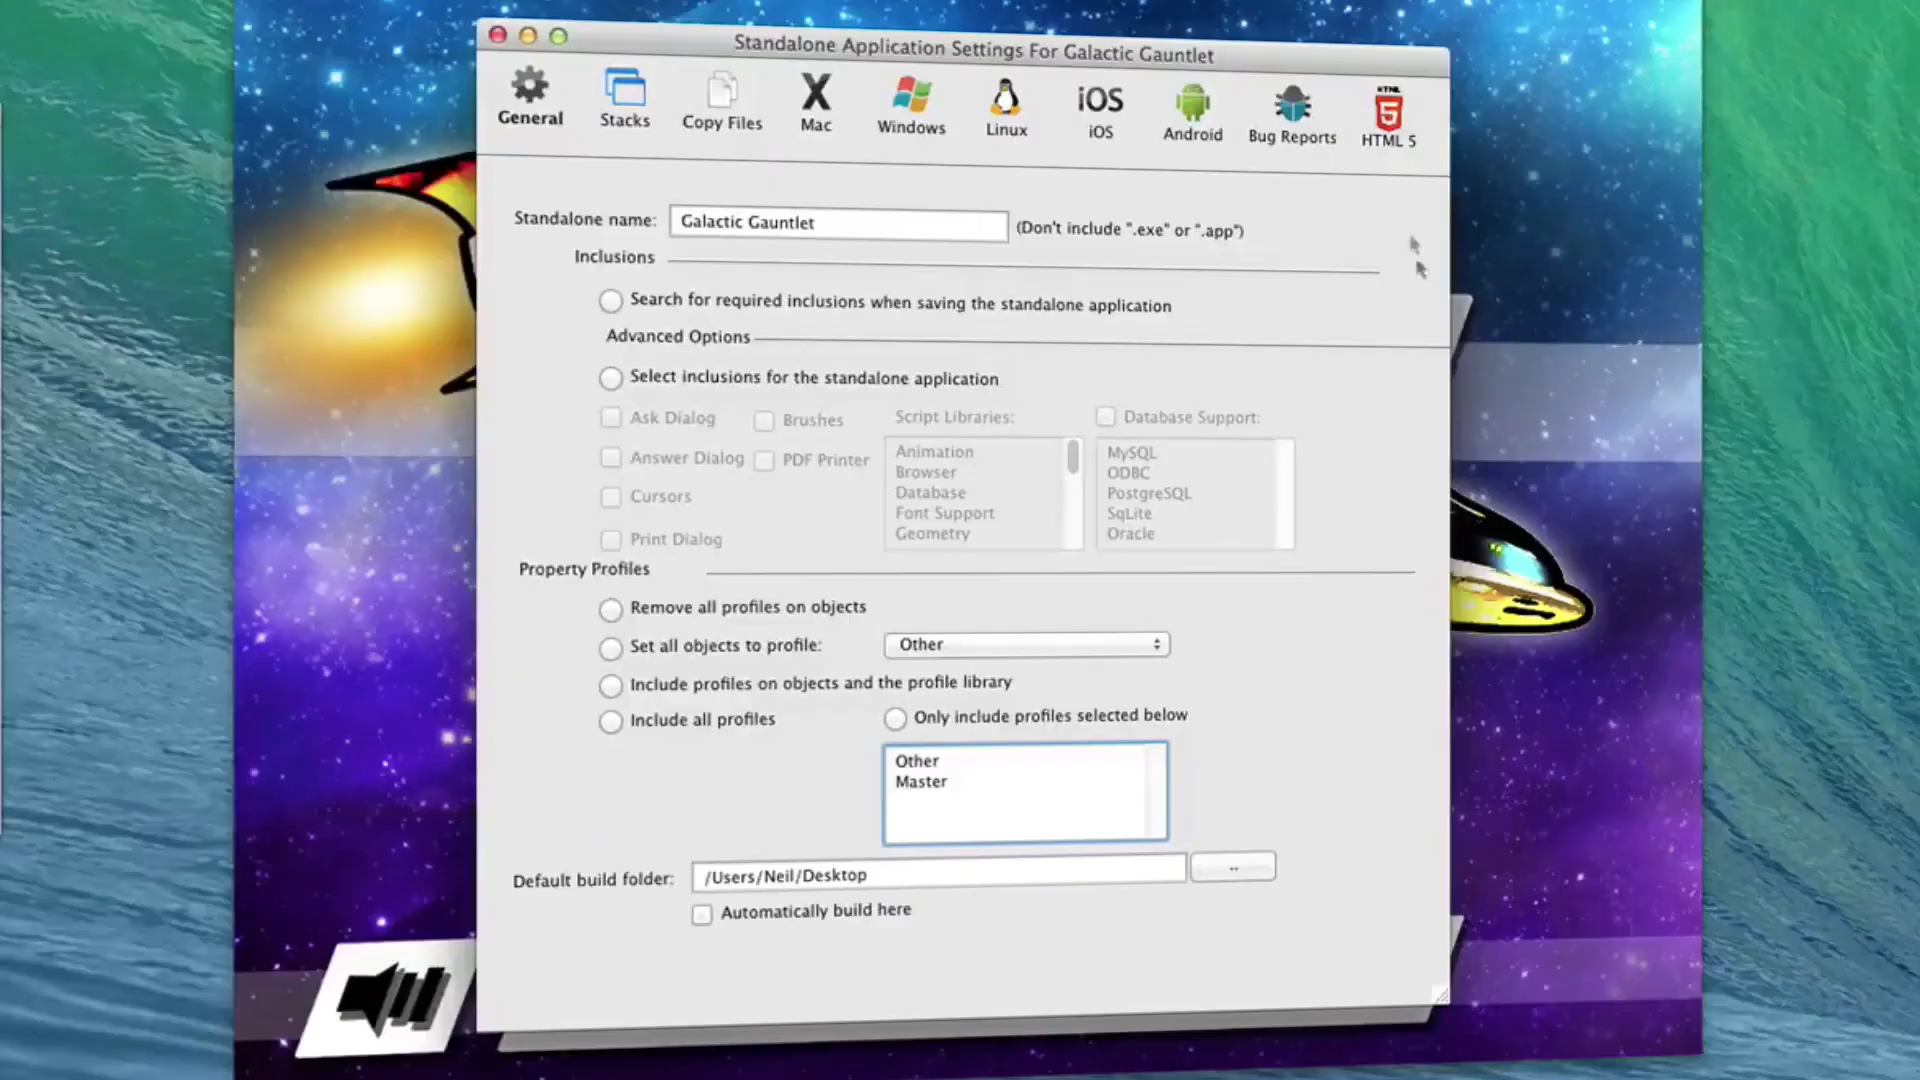 Standalone Application Settings For Galactic Gauntlet
General
Stacks
Copy Files
X
Mac
Windows
Linux
iOS
iOS
Android
Bug Reports
HTML
5
HTML 5
Standalone name: Galactic Gauntlet (Don't include ".exe" or ".app")
Inclusions
Search for required inclusions when saving the standalone application
Advanced Options
Select inclusions for the standalone application
Ask Dialog
Brushes
Answer Dialog
PDF Printer
Cursors
Print Dialog
Script Libraries:
Animation
Browser
Database
Font Support
Geometry
Database Support:
MySQL
ODBC
PostgreSQL
SqLite
Oracle
Property Profiles
Remove all profiles on objects
Set all objects to profile: Other
Include profiles on objects and the profile library
Include all profiles
Only include profiles selected below
Other
Master
Default build folder: /Users/Neil/Desktop ..
Automatically build here